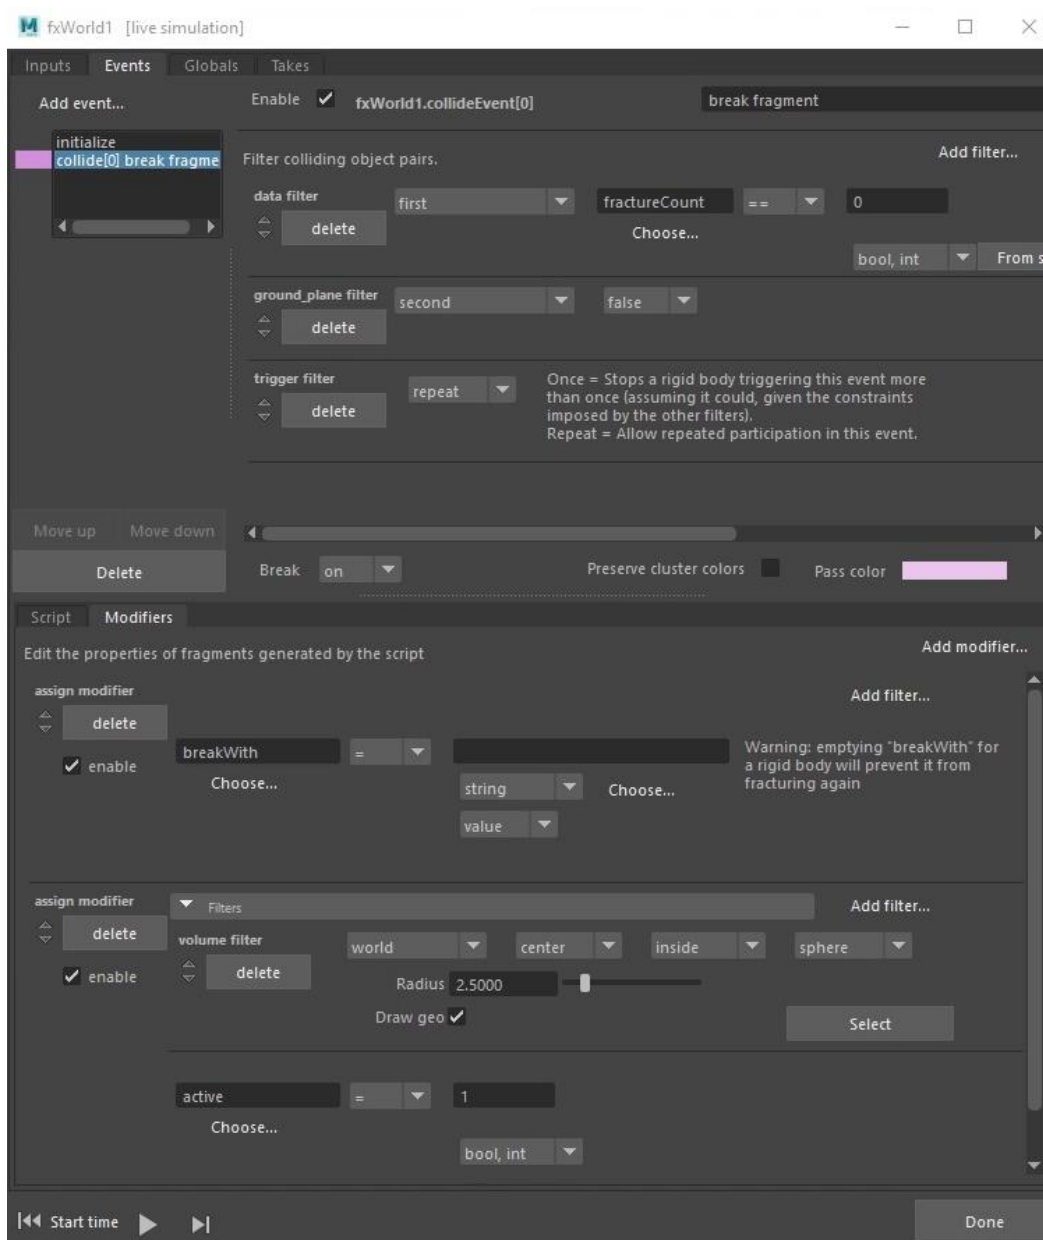 M fxWorld1 [live simulation]
Inputs Events Globals Takes
Add event...
Enable fxWorld1.collideEvent[0] break fragment
initialize
collide[0] break fragme
Filter colliding object pairs.
Add filter...
data filter
first fractureCount == 0
delete
Choose...
bool, int From s
ground_plane filter
second false
delete
trigger filter
repeat
delete
Once = Stops a rigid body triggering this event more
than once (assuming it could, given the constraints
imposed by the other filters).
Repeat = Allow repeated participation in this event.
Move up Move down
Delete
Break on Preserve cluster colors Pass color
Script Modifiers
Edit the properties of fragments generated by the script
Add modifier...
assign modifier
Add filter...
delete
enable
breakWith =
Choose...
string Choose...
value
Warning: emptying "breakWith" for
a rigid body will prevent it from
fracturing again
assign modifier
Filters
Add filter...
delete
enable
volume filter
world center inside sphere
delete
Radius 2.5000
Draw geo
Select
active = 1
Choose...
bool, int
Start time
Done